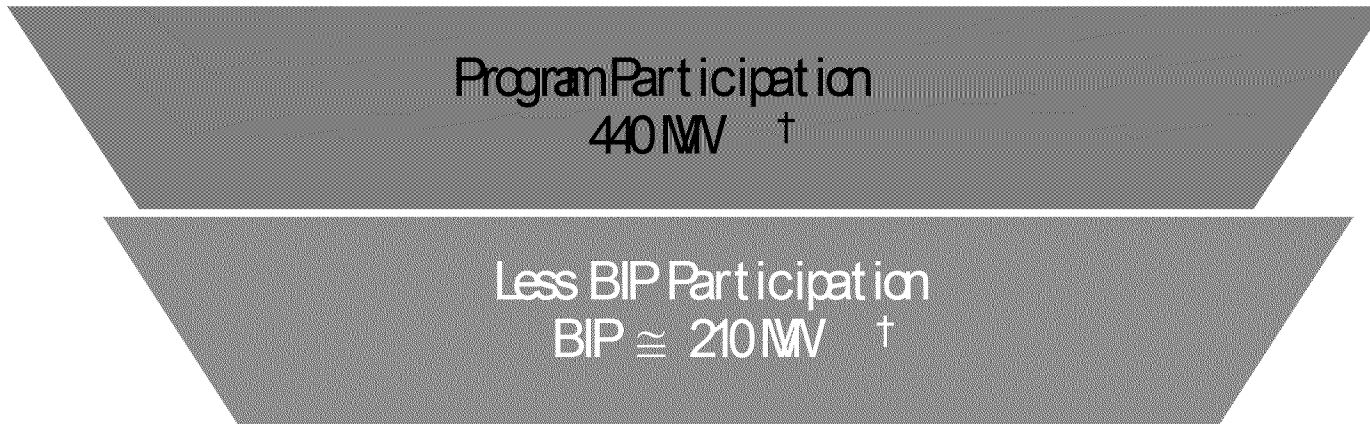 Program Participation
440 MW †
Less BIP Participation
BIP ≅ 210 MW †